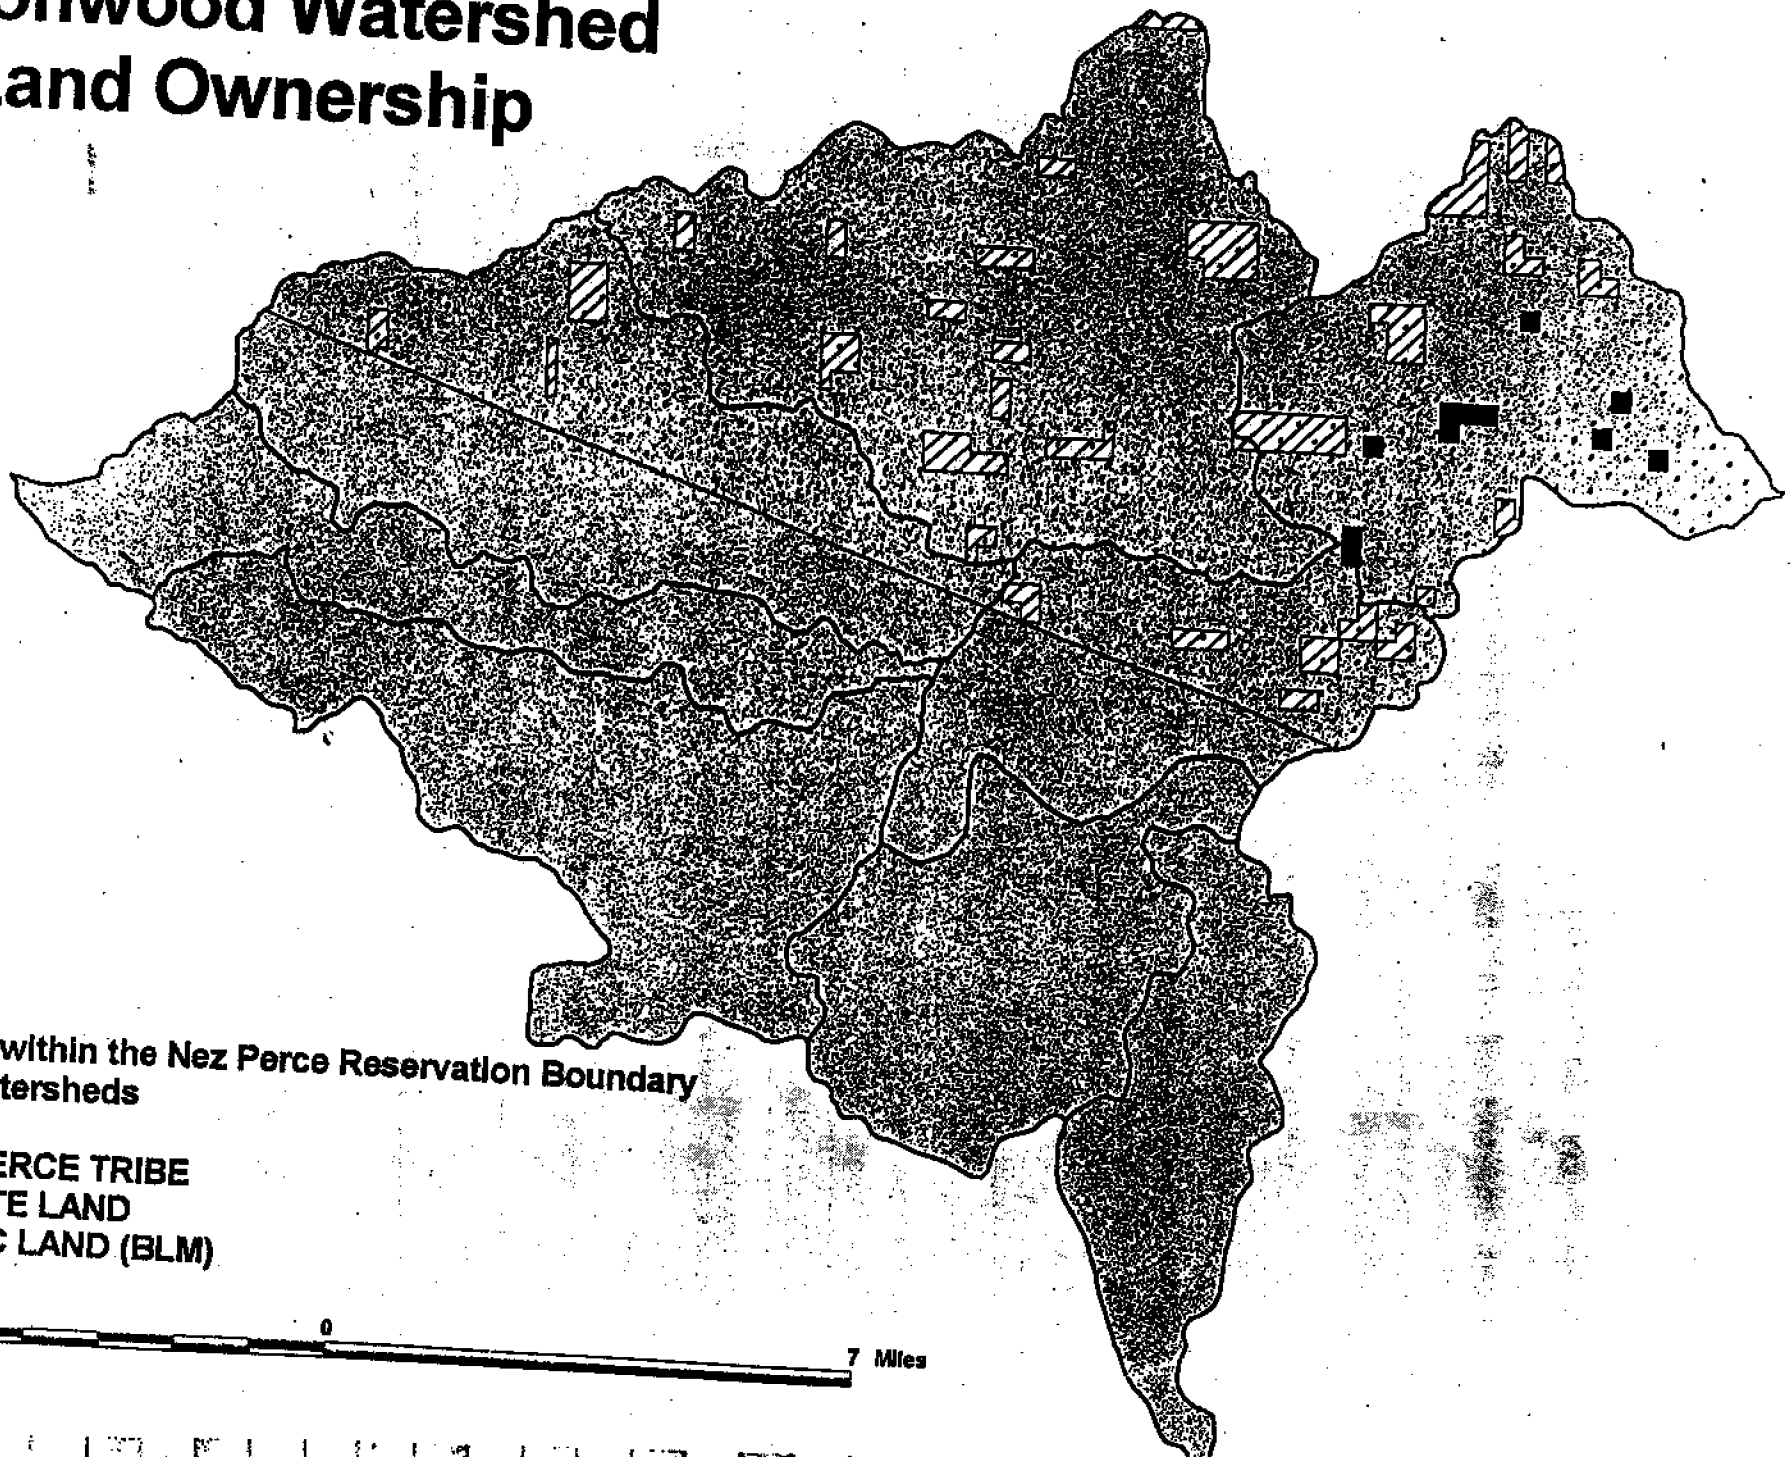 onwood Watershed
and Ownership
within the Nez Perce Reservation Boundary
tersheds
ERCE TRIBE
TE LAND
C LAND (BLM)
0
7 Miles